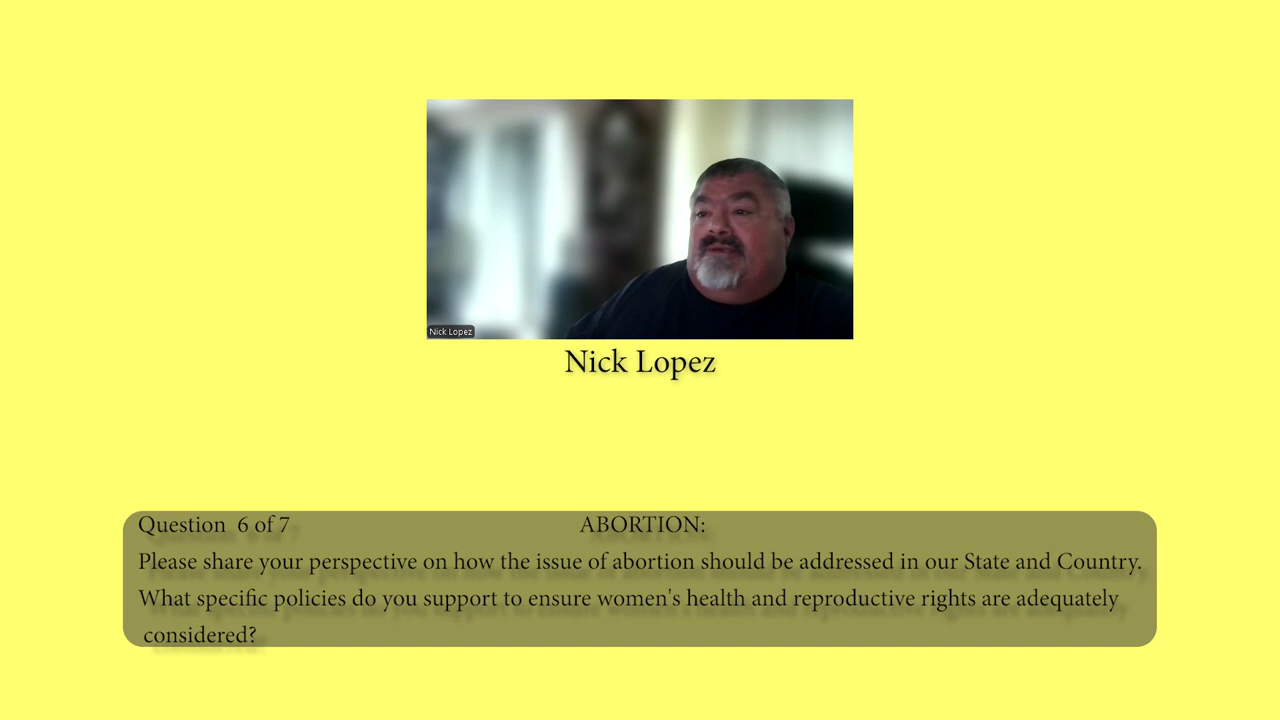 Nick Lopez
Nick Lopez
Question 6 of 7 ABORTION:
Please share your perspective on how the issue of abortion should be addressed in our State and Country.
What specific policies do you support to ensure women's health and reproductive rights are adequately
considered?